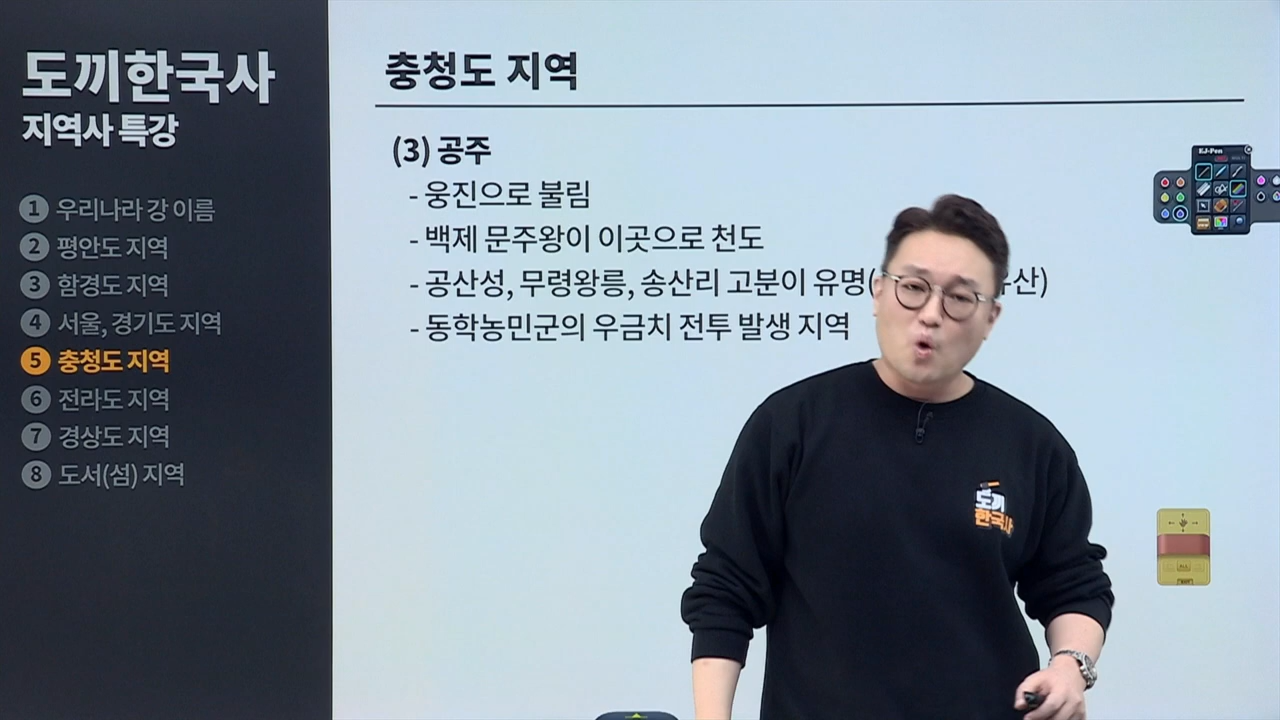 도끼한국사
지역사 특강
1 우리나라 강 이름
2 평안도 지역
3 함경도 지역
4 서울, 경기도 지역
5 충청도 지역
6 전라도 지역
7 경상도 지역
8 도서(섬) 지역
충청도 지역
(3) 공주
- 웅진으로 불림
- 백제 문주왕이 이곳으로 천도
- 공산성, 무령왕릉, 송산리 고분이 유명( 유산)
- 동학농민군의 우금치 전투 발생 지역
EJ-Pen
도끼
한국사